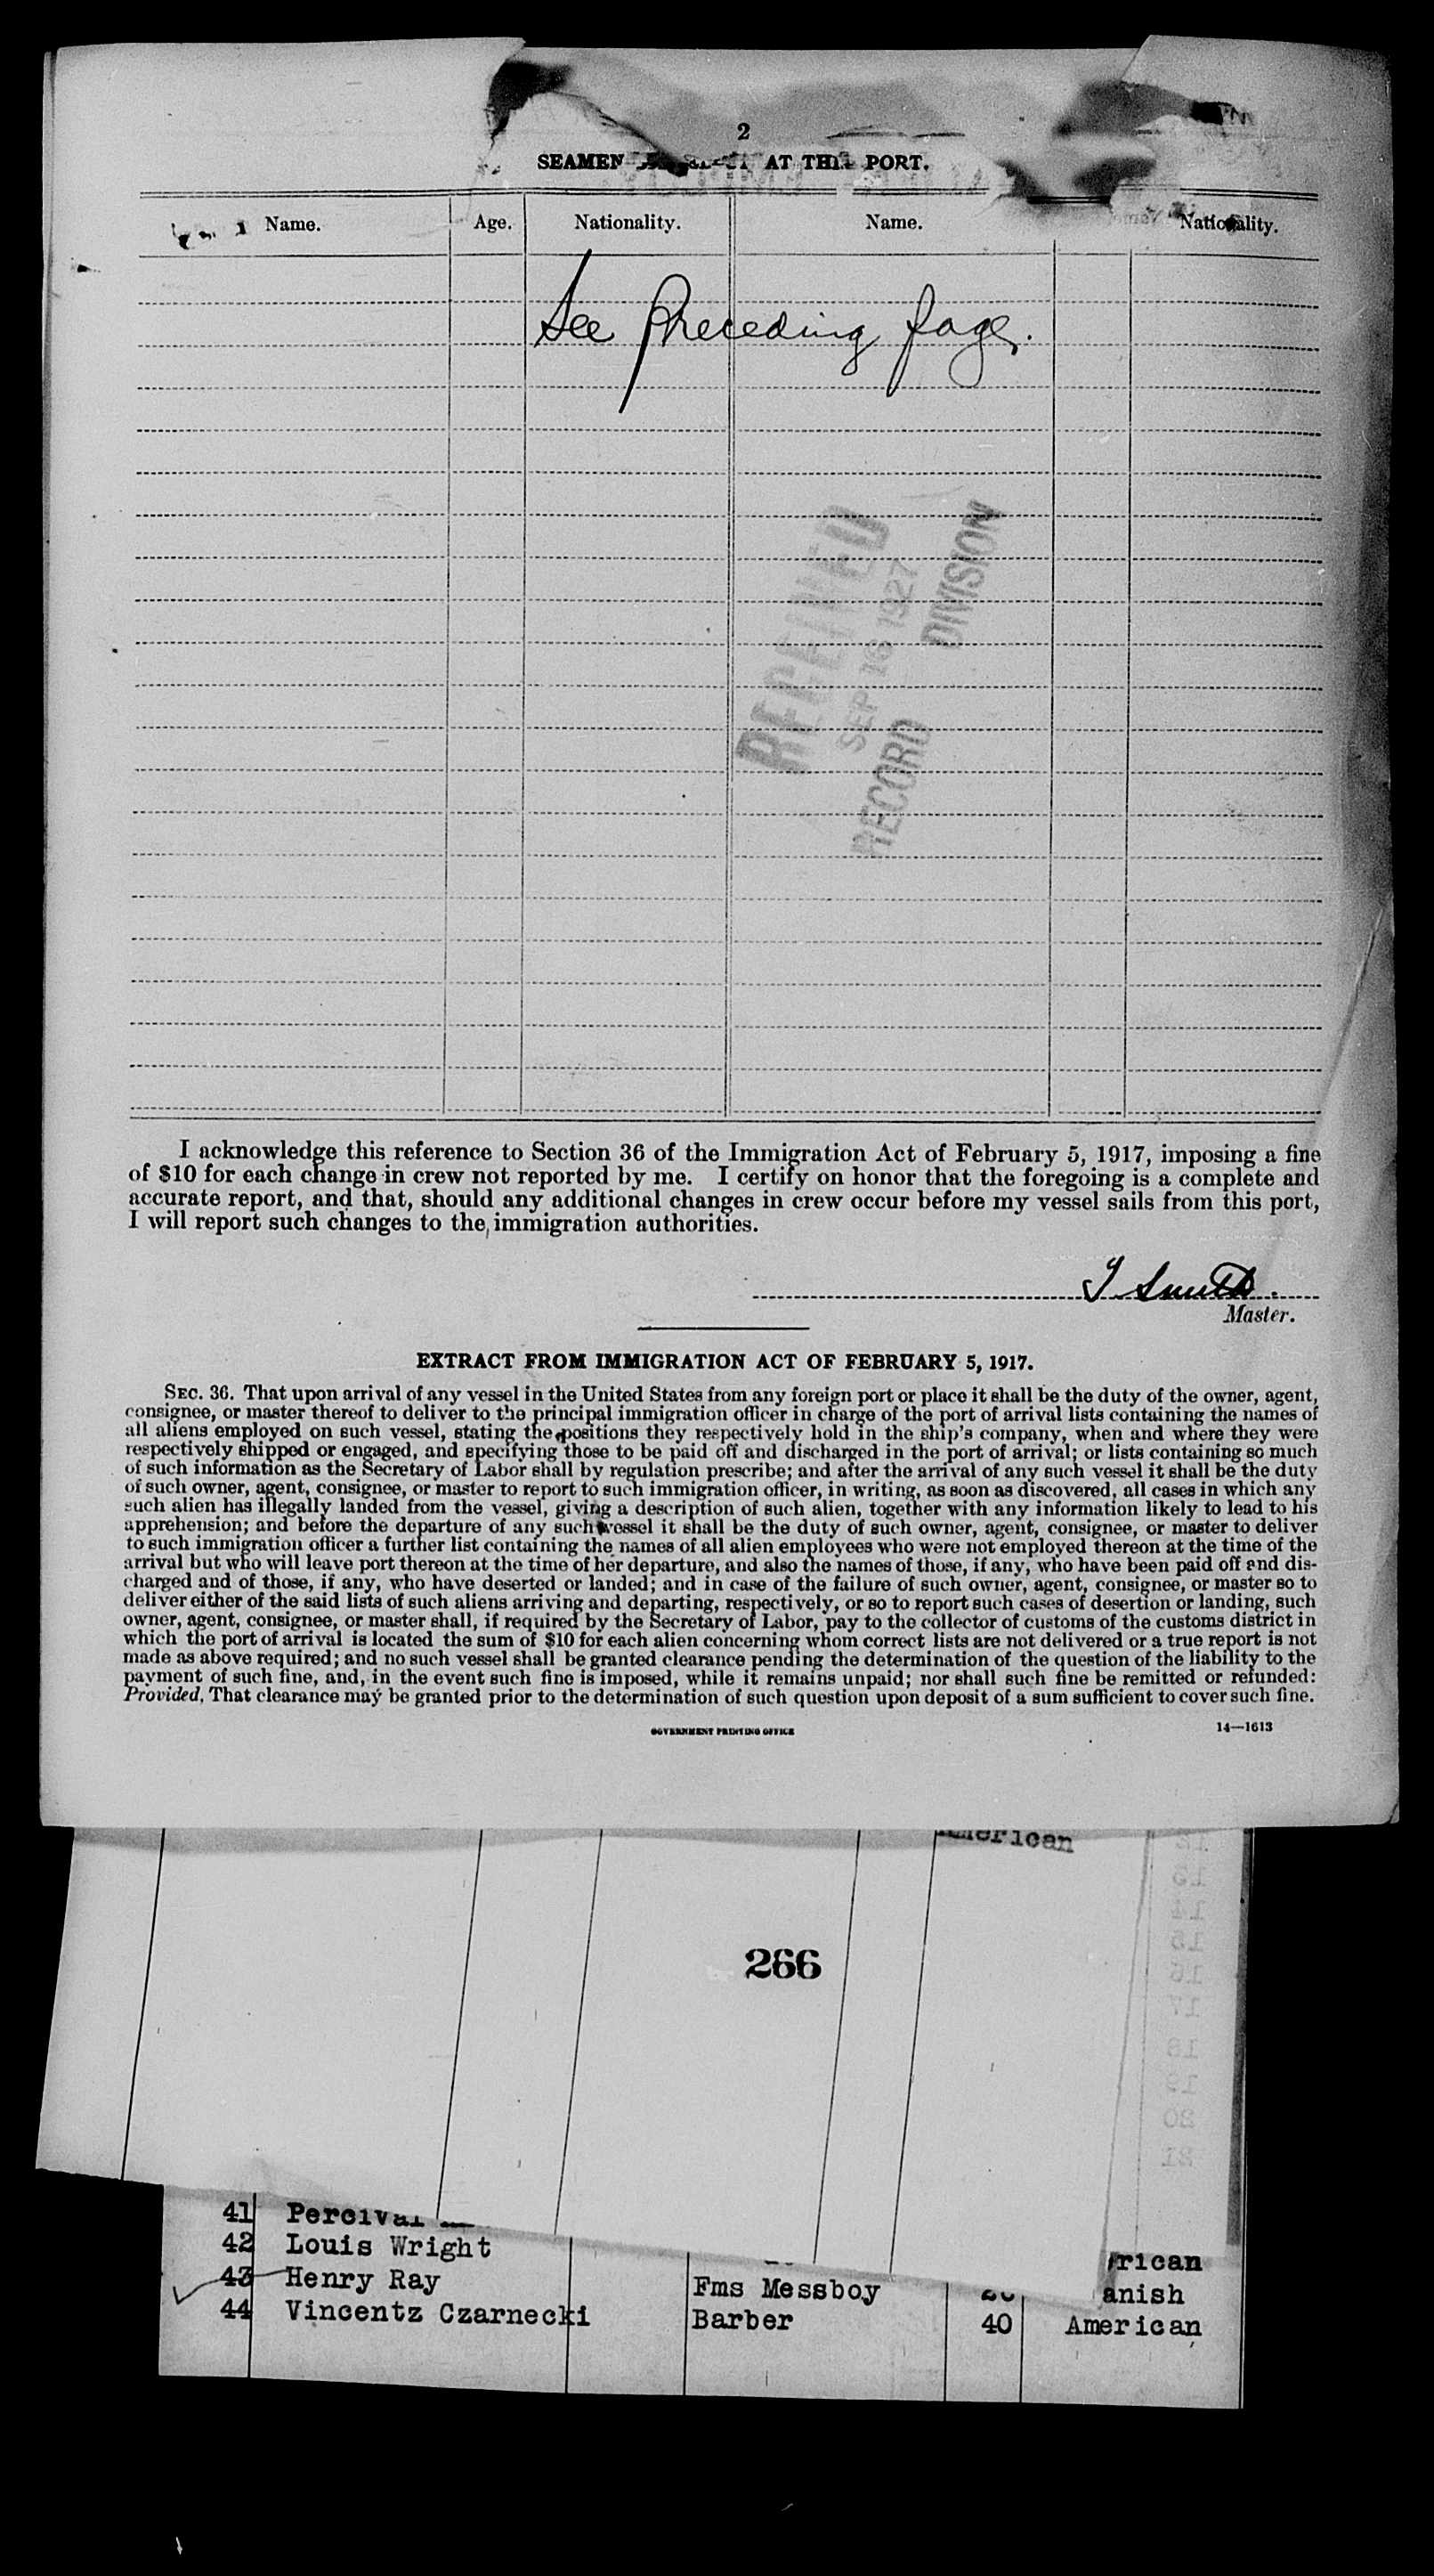 2
SEAMEN AT THIS PORT.
Name. Age. Nationality. Name. Nationality.
See preceding page.
RECEIVED
SEP 16 1927
RECORD DIVISION
I acknowledge this reference to Section 36 of the Immigration Act of February 5, 1917, imposing a fine
of $10 for each change in crew not reported by me. I certify on honor that the foregoing is a complete and
accurate report, and that, should any additional changes in crew occur before my vessel sails from this port,
I will report such changes to the immigration authorities.
J Smith.
Master.
EXTRACT FROM IMMIGRATION ACT OF FEBRUARY 5, 1917.
SEC. 36. That upon arrival of any vessel in the United States from any foreign port or place it shall be the duty of the owner, agent,
consignee, or master thereof to deliver to the principal immigration officer in charge of the port of arrival lists containing the names of
all aliens employed on such vessel, stating the positions they respectively hold in the ship's company, when and where they were
respectively shipped or engaged, and specifying those to be paid off and discharged in the port of arrival; or lists containing so much
of such information as the Secretary of Labor shall by regulation prescribe; and after the arrival of any such vessel it shall be the duty
of such owner, agent, consignee, or master to report to such immigration officer, in writing, as soon as discovered, all cases in which any
such alien has illegally landed from the vessel, giving a description of such alien, together with any information likely to lead to his
apprehension; and before the departure of any such vessel it shall be the duty of such owner, agent, consignee, or master to deliver
to such immigration officer a further list containing the names of all alien employees who were not employed thereon at the time of the
arrival but who will leave port thereon at the time of her departure, and also the names of those, if any, who have been paid off and dis-
charged and of those, if any, who have deserted or landed; and in case of the failure of such owner, agent, consignee, or master so to
deliver either of the said lists of such aliens arriving and departing, respectively, or so to report such cases of desertion or landing, such
owner, agent, consignee, or master shall, if required by the Secretary of Labor, pay to the collector of customs of the customs district in
which the port of arrival is located the sum of $10 for each alien concerning whom correct lists are not delivered or a true report is not
made as above required; and no such vessel shall be granted clearance pending the determination of the question of the liability to the
payment of such fine, and, in the event such fine is imposed, while it remains unpaid; nor shall such fine be remitted or refunded:
Provided, That clearance may be granted prior to the determination of such question upon deposit of a sum sufficient to cover such fine.
GOVERNMENT PRINTING OFFICE 14—1613
American
266
41 Percival
42 Louis Wright rican
43 Henry Ray Fms Messboy anish
44 Vincentz Czarnecki Barber 40 American